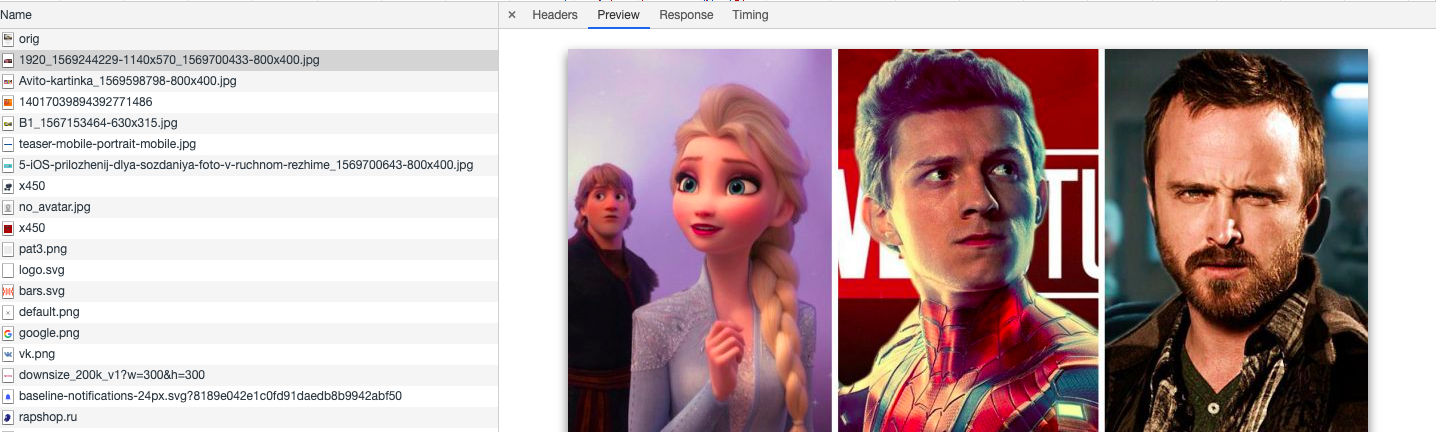 Name
× Headers Preview Response Timing
orig
1920_1569244229-1140x570_1569700433-800x400.jpg
Avito-kartinka_1569598798-800x400.jpg
14017039894392771486
B1_1567153464-630x315.jpg
teaser-mobile-portrait-mobile.jpg
5-iOS-prilozhenij-dlya-sozdaniya-foto-v-ruchnom-rezhime_1569700643-800x400.jpg
x450
no_avatar.jpg
x450
pat3.png
logo.svg
bars.svg
default.png
google.png
vk.png
downsize_200k_v1?w=300&h=300
baseline-notifications-24px.svg?8189e042e1c0fd91daedb8b9942abf50
rapshop.ru